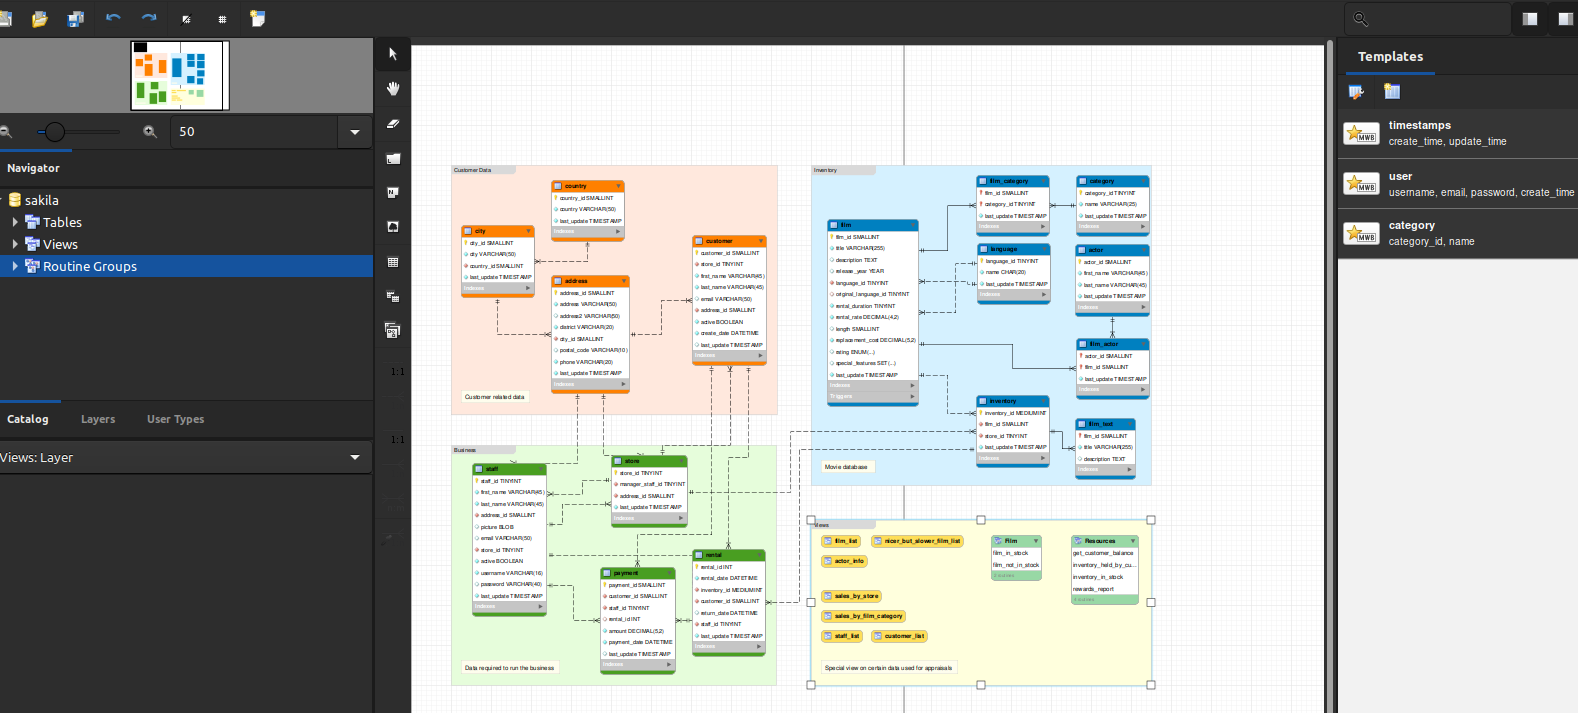 50
Navigator
sakila
Tables
Views
Routine Groups
Catalog
Layers
User Types
Views: Layer
1:1
1:1
Customer Data
country
country_id SMALLINT
country VARCHAR(50)
last_update TIMESTAMP
Indexes
city
city_id SMALLINT
city VARCHAR(50)
country_id SMALLINT
last_update TIMESTAMP
Indexes
customer
customer_id SMALLINT
store_id TINYINT
first_name VARCHAR(45)
last_name VARCHAR(45)
email VARCHAR(50)
address_id SMALLINT
active BOOLEAN
create_date DATETIME
last_update TIMESTAMP
Indexes
address
address_id SMALLINT
address VARCHAR(50)
address2 VARCHAR(50)
district VARCHAR(20)
city_id SMALLINT
postal_code VARCHAR(10)
phone VARCHAR(20)
last_update TIMESTAMP
Indexes
Customer related data
Business
staff
staff_id TINYINT
first_name VARCHAR(45)
last_name VARCHAR(45)
address_id SMALLINT
picture BLOB
email VARCHAR(50)
store_id TINYINT
active BOOLEAN
username VARCHAR(16)
password VARCHAR(40)
last_update TIMESTAMP
Indexes
store
store_id TINYINT
manager_staff_id TINYINT
address_id SMALLINT
last_update TIMESTAMP
Indexes
payment
payment_id SMALLINT
customer_id SMALLINT
staff_id TINYINT
rental_id INT
amount DECIMAL(5,2)
payment_date DATETIME
last_update TIMESTAMP
Indexes
rental
rental_id INT
rental_date DATETIME
inventory_id MEDIUMINT
customer_id SMALLINT
return_date DATETIME
staff_id TINYINT
last_update TIMESTAMP
Indexes
Data required to run the business
Inventory
film
film_id SMALLINT
title VARCHAR(255)
description TEXT
release_year YEAR
language_id TINYINT
original_language_id TINYINT
rental_duration TINYINT
rental_rate DECIMAL(4,2)
length SMALLINT
replacement_cost DECIMAL(5,2)
rating ENUM(...)
special_features SET(...)
last_update TIMESTAMP
Indexes
Triggers
film_category
film_id SMALLINT
category_id TINYINT
last_update TIMESTAMP
Indexes
category
category_id TINYINT
name VARCHAR(25)
last_update TIMESTAMP
Indexes
language
language_id TINYINT
name CHAR(20)
last_update TIMESTAMP
Indexes
actor
actor_id SMALLINT
first_name VARCHAR(45)
last_name VARCHAR(45)
last_update TIMESTAMP
Indexes
film_actor
actor_id SMALLINT
film_id SMALLINT
last_update TIMESTAMP
Indexes
inventory
inventory_id MEDIUMINT
film_id SMALLINT
store_id TINYINT
last_update TIMESTAMP
Indexes
film_text
film_id SMALLINT
title VARCHAR(255)
description TEXT
Indexes
Movie database
Views
film_list
nicer_but_slower_film_list
actor_info
sales_by_store
sales_by_film_category
staff_list
customer_list
Film
film_in_stock
film_not_in_stock
Resources
get_customer_balance
inventory_held_by_cu...
inventory_in_stock
rewards_report
Special view on certain data used for appraisals
Templates
timestamps
create_time, update_time
user
username, email, password, create_time
category
category_id, name
MWB
MWB
MWB